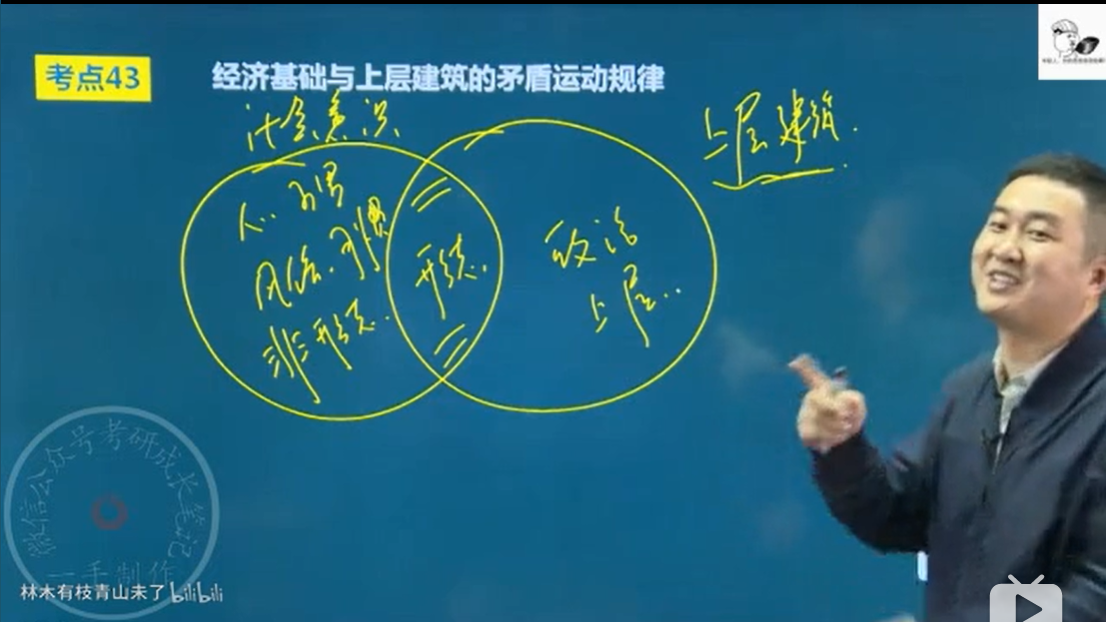 考点43
经济基础与上层建筑的矛盾运动规律
社会意识
上层建筑.
风俗.习惯
形态.
政治
上层..
非形态.
微信公众号考研成长笔记
一手制作
林木有枝青山未了 bilibili